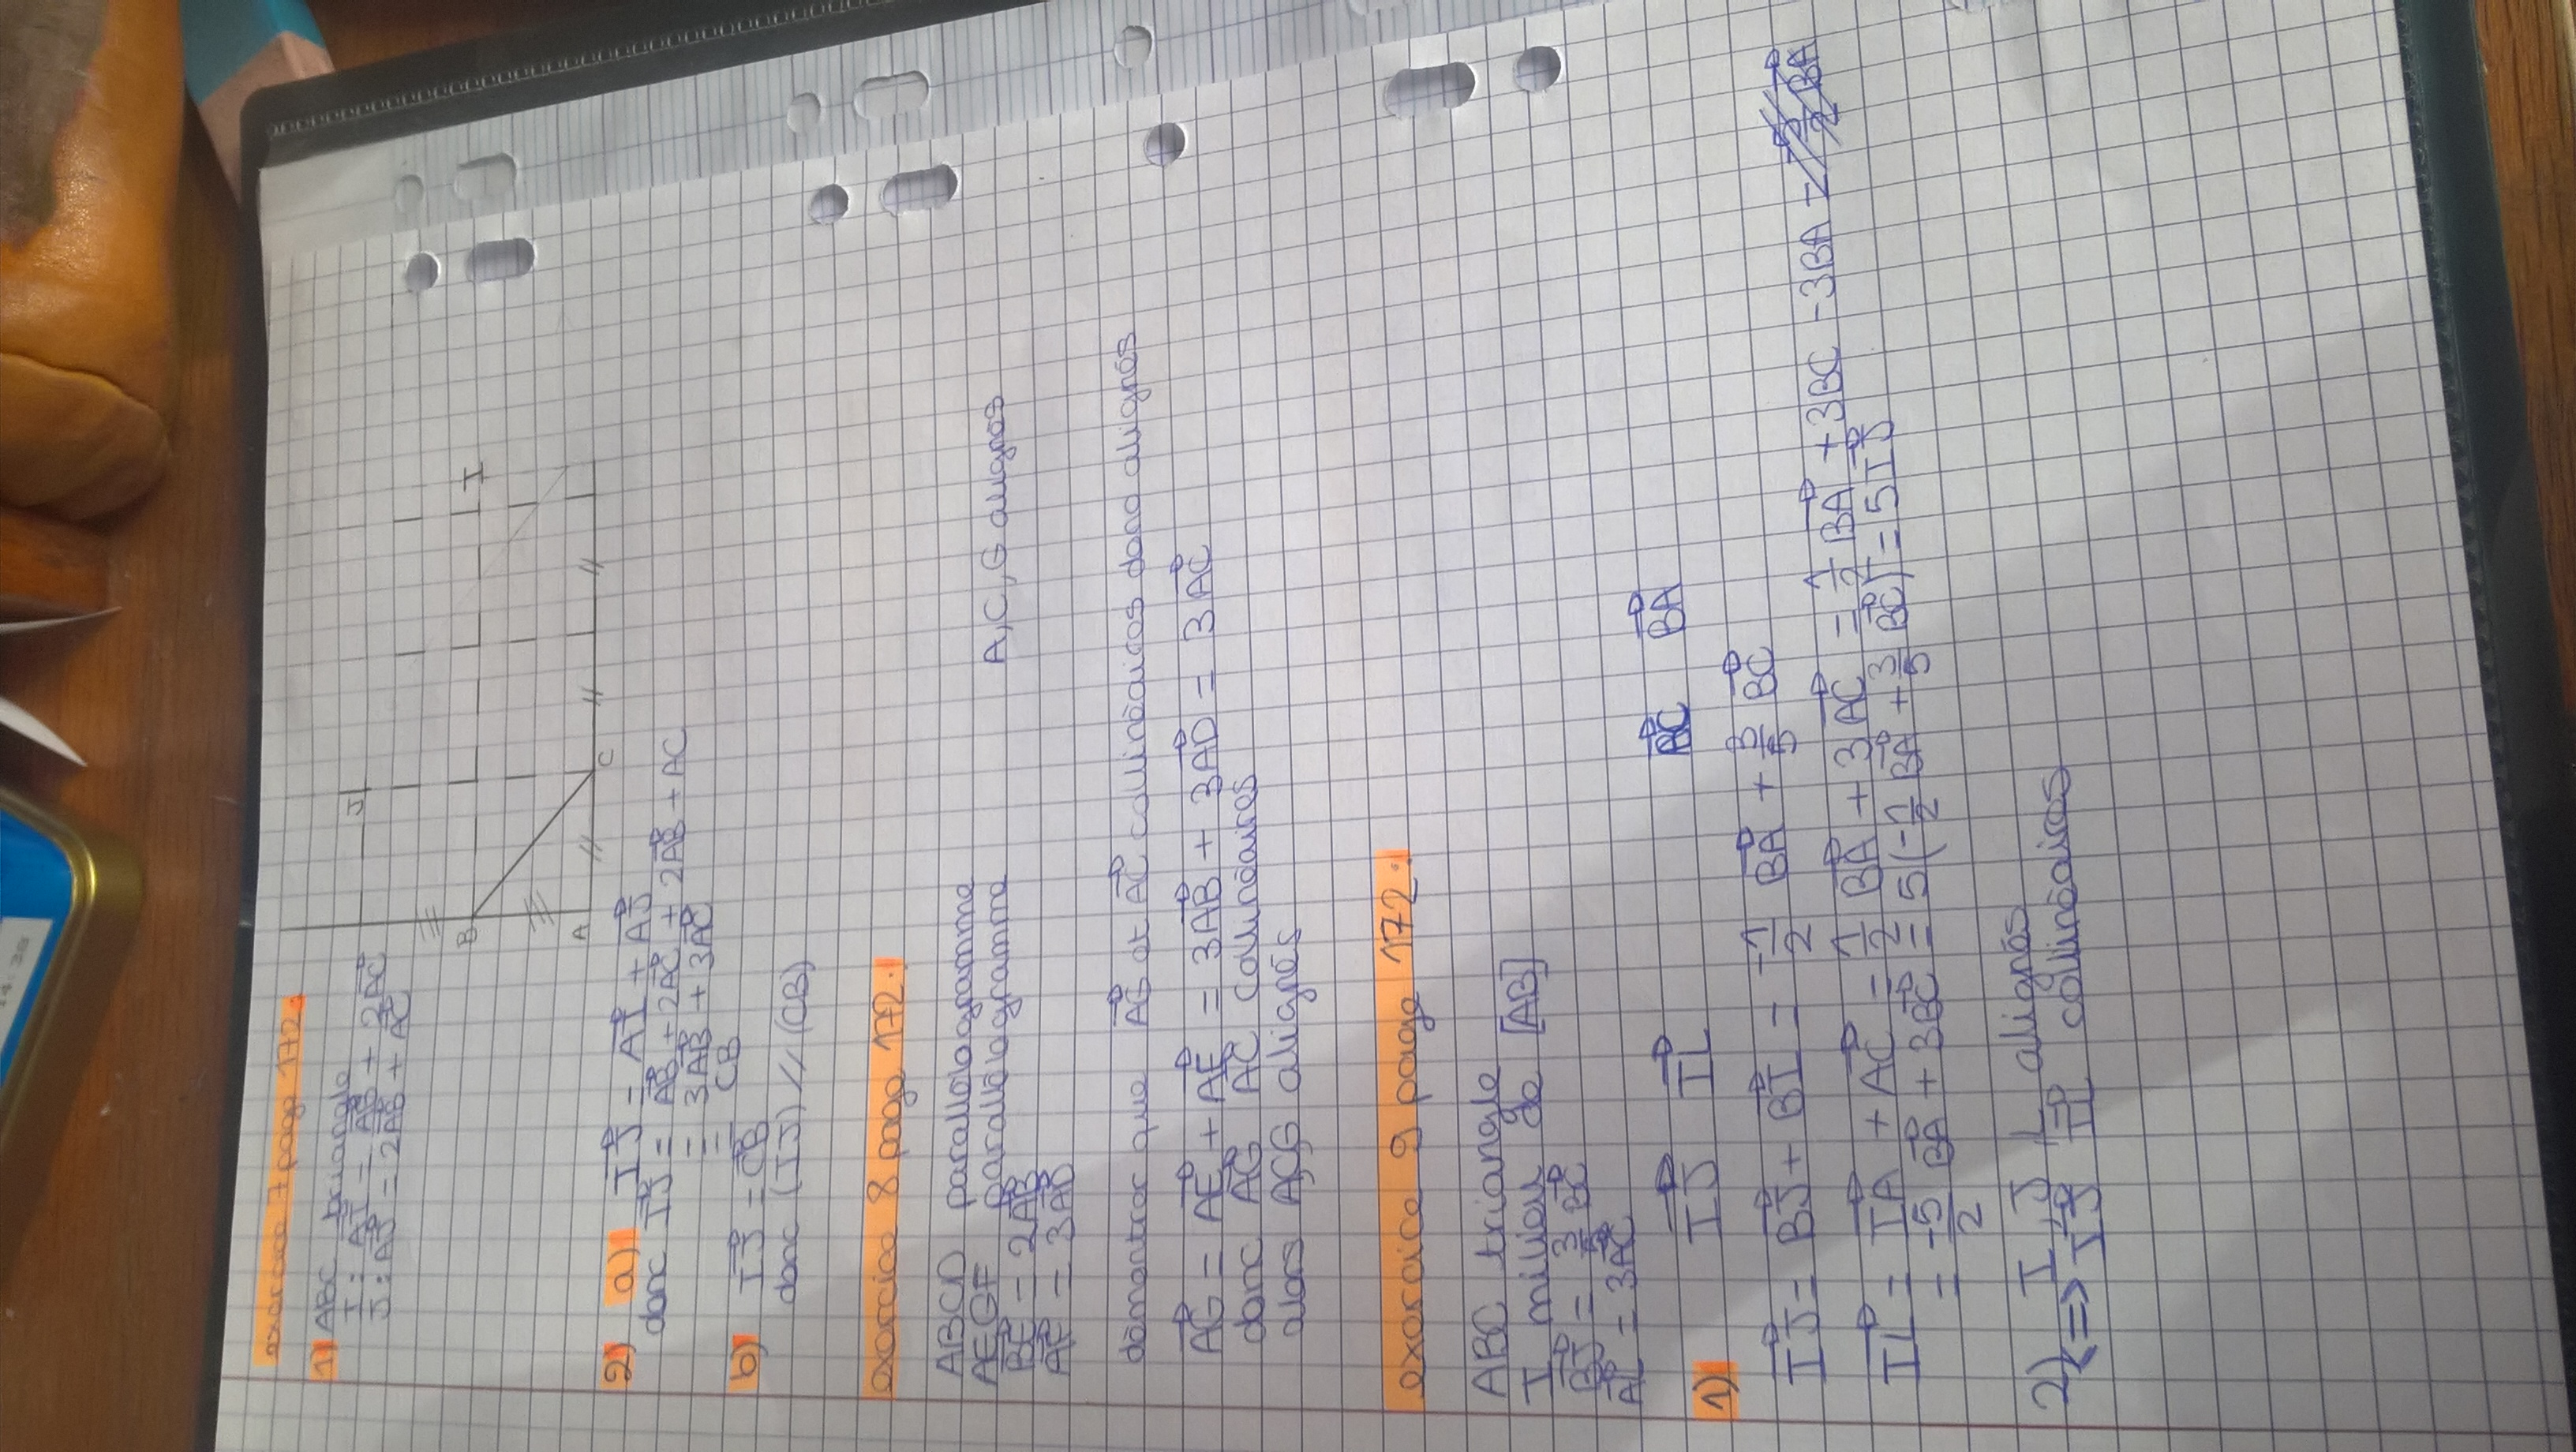 14:38
exercice 7 page 172:
1) ABC triangle
I: AI = AB + 2AC
J: AJ = 2AB + AC
J
B
I
A
C
2) a) IJ = AI + AJ
donc IJ = AB + 2AC + 2AB + AC
= 3AB + 3AC
= CB
b) IJ = CB
donc (IJ) // (CB)
exercice 8 page 172:
ABCD parallélogramme
AEGF parallélogramme
A, C, G alignés
BE = 2AB
AF = 3AD
démontrer que AG et AC collinéaires donc alignés
AG = AE + AE = 3AB + 3AD = 3AC
donc AG AC collinéaires
alors A,C,G alignés
exercice 9 page 172:
ABC triangle
I milieu de [AB]
BJ = 3/5 BC
AL = 3AC
IJ IL BC BA
1)
IJ = BJ + BI = -1/2 BA + 3/5 BC
IL = IA + AC = 1/2 BA + 3AC = 1/2 BA + 3BC - 3BA =
= -5/2 BA + 3BC = 5(-1/2 BA + 3/5 BC) = 5IJ
2) I, J, L alignés
<=> IJ IL collinéaires